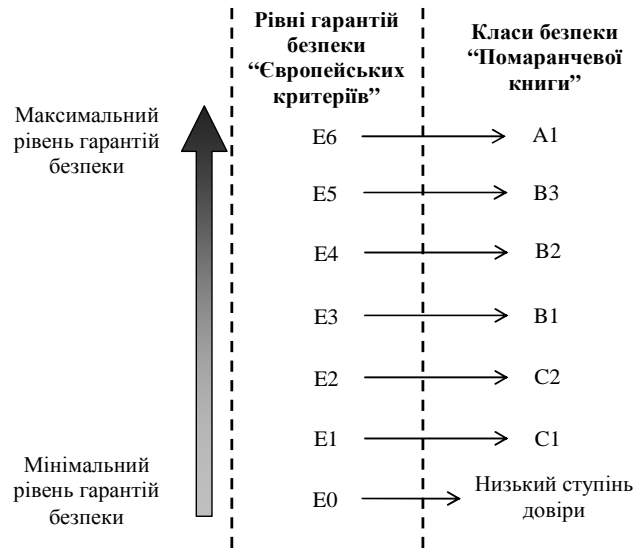 Рівні гарантій
безпеки
“Європейських
критеріїв”
Класи безпеки
“Помаранчевої
книги”
Максимальний
рівень гарантій
безпеки
E6
A1
E5
B3
E4
B2
E3
B1
E2
C2
E1
C1
Мінімальний
рівень гарантій
безпеки
E0
Низький ступінь
довіри